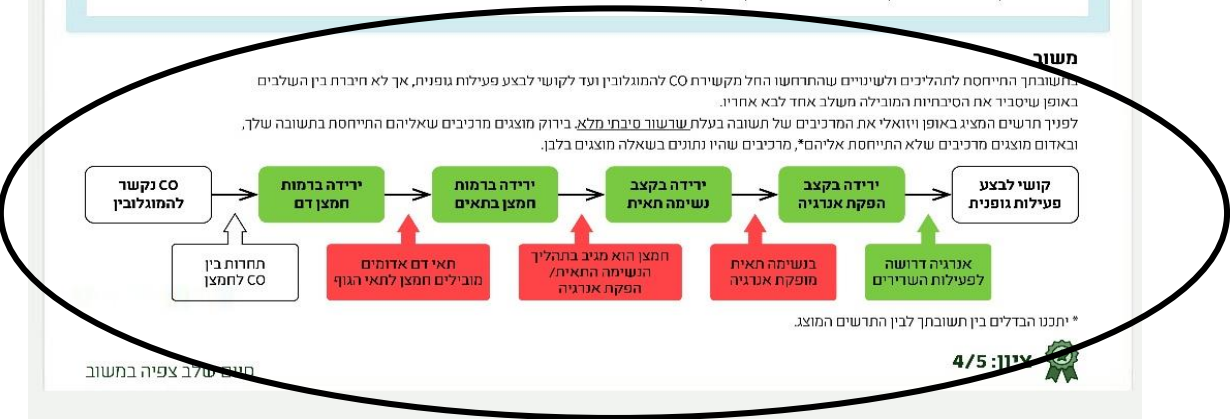 משוב
בתשובתך התייחסת לתהליכים ולשינויים שהתרחשו החל מקשירת CO להמוגלובין ועד לקושי לבצע פעילות גופנית, אך לא חיברת בין השלבים
באופן שיסביר את הסיבתיות המובילה משלב אחד לבא אחריו.
לפניך תרשים המציג באופן ויזואלי את המרכיבים של תשובה בעלת שרשור סיבתי מלא. בירוק מוצגים מרכיבים שאליהם התייחסת בתשובה שלך,
ובאדום מוצגים מרכיבים שלא התייחסת אליהם*, מרכיבים שהיו נתונים בשאלה מוצגים בלבן.
CO נקשר
להמוגלובין
ירידה ברמות
חמצן דם
ירידה ברמות
חמצן בתאים
ירידה בקצב
נשימה תאית
ירידה בקצב
הפקת אנרגיה
קושי לבצע
פעילות גופנית
תחרות בין
CO לחמצן
תאי דם אדומים
מובילים חמצן לתאי הגוף
חמצן הוא מגיב בתהליך
הנשימה התאית/
הפקת אנרגיה
בנשימה תאית
מופקת אנרגיה
אנרגיה דרושה
לפעילות השרירים
* יתכנו הבדלים בין תשובתך לבין התרשים המוצג.
ציון: 4/5
שלב צפיה במשוב